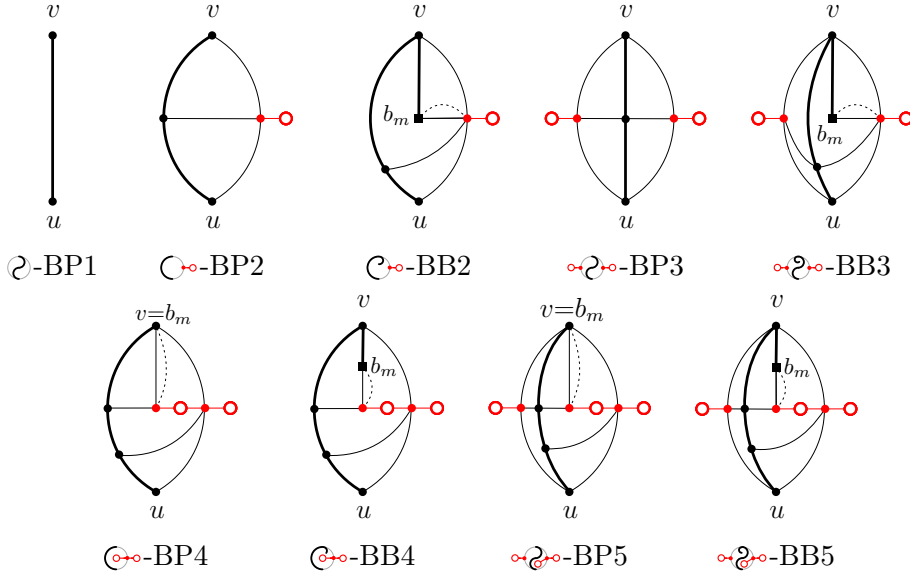 v v v v v
b_m b_m
u u u u u
-BP1 -BP2 -BB2 -BP3 -BB3
v=b_m v v=b_m v
b_m b_m
u u u u
-BP4 -BB4 -BP5 -BB5